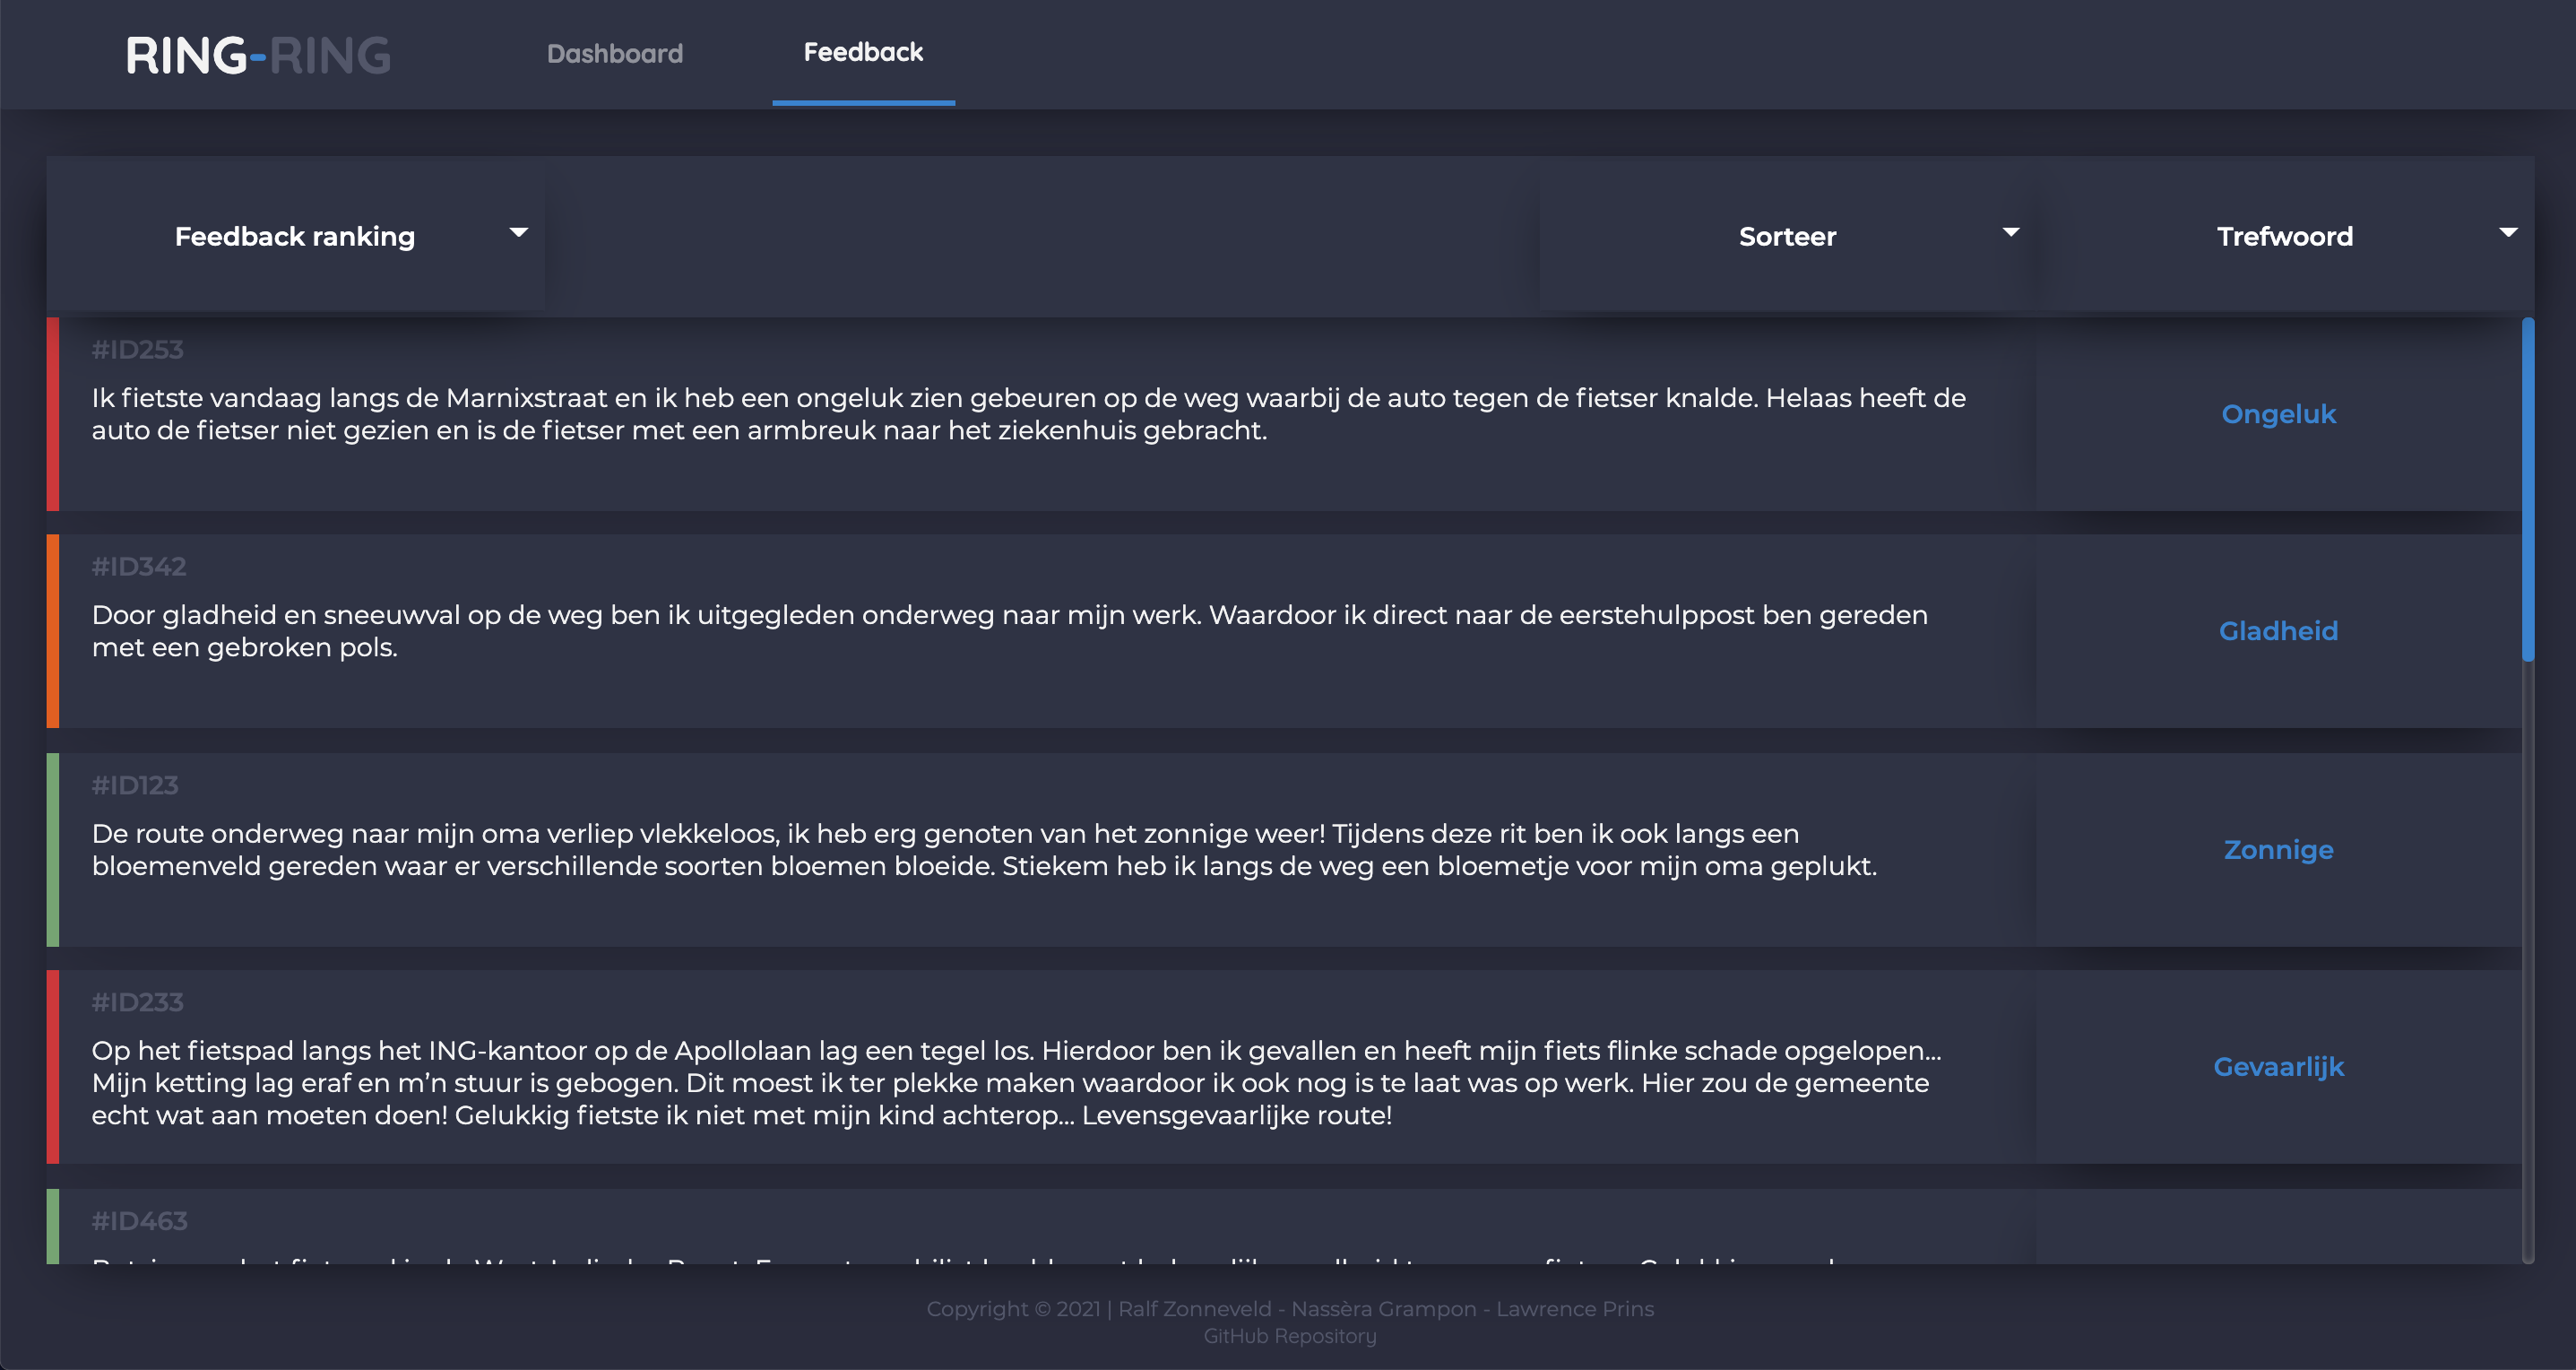 RING-RING
Dashboard
Feedback
Feedback ranking
Sorteer
Trefwoord
#ID253
Ik fietste vandaag langs de Marnixstraat en ik heb een ongeluk zien gebeuren op de weg waarbij de auto tegen de fietser knalde. Helaas heeft de
auto de fietser niet gezien en is de fietser met een armbreuk naar het ziekenhuis gebracht.
Ongeluk
#ID342
Door gladheid en sneeuwval op de weg ben ik uitgegleden onderweg naar mijn werk. Waardoor ik direct naar de eerstehulppost ben gereden
met een gebroken pols.
Gladheid
#ID123
De route onderweg naar mijn oma verliep vlekkeloos, ik heb erg genoten van het zonnige weer! Tijdens deze rit ben ik ook langs een
bloemenveld gereden waar er verschillende soorten bloemen bloeide. Stiekem heb ik langs de weg een bloemetje voor mijn oma geplukt.
Zonnige
#ID233
Op het fietspad langs het ING-kantoor op de Apollolaan lag een tegel los. Hierdoor ben ik gevallen en heeft mijn fiets flinke schade opgelopen...
Mijn ketting lag eraf en m’n stuur is gebogen. Dit moest ik ter plekke maken waardoor ik ook nog is te laat was op werk. Hier zou de gemeente
echt wat aan moeten doen! Gelukkig fietste ik niet met mijn kind achterop... Levensgevaarlijke route!
Gevaarlijk
#ID463
Copyright © 2021 | Ralf Zonneveld - Nassèra Grampon - Lawrence Prins
GitHub Repository